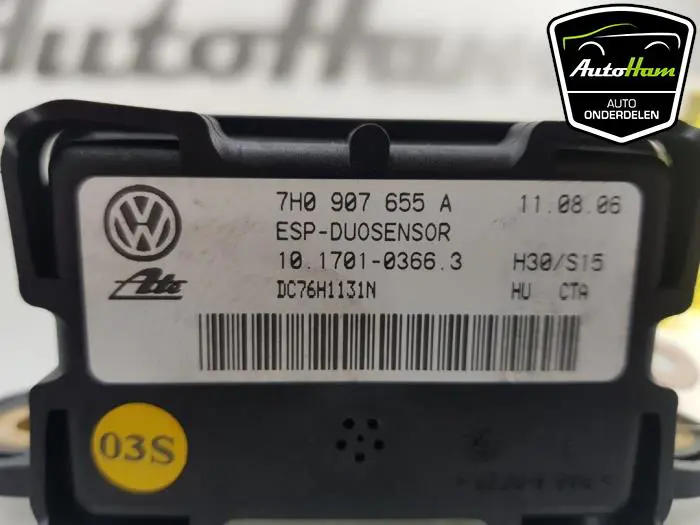 AutoHam
AutoHam
AUTO
ONDERDELEN
7H0 907 655 A 11.08.06
ESP-DUOSENSOR
10.1701-0366.3 H30/S15
Ate DC76H1131N HU CTA
03S